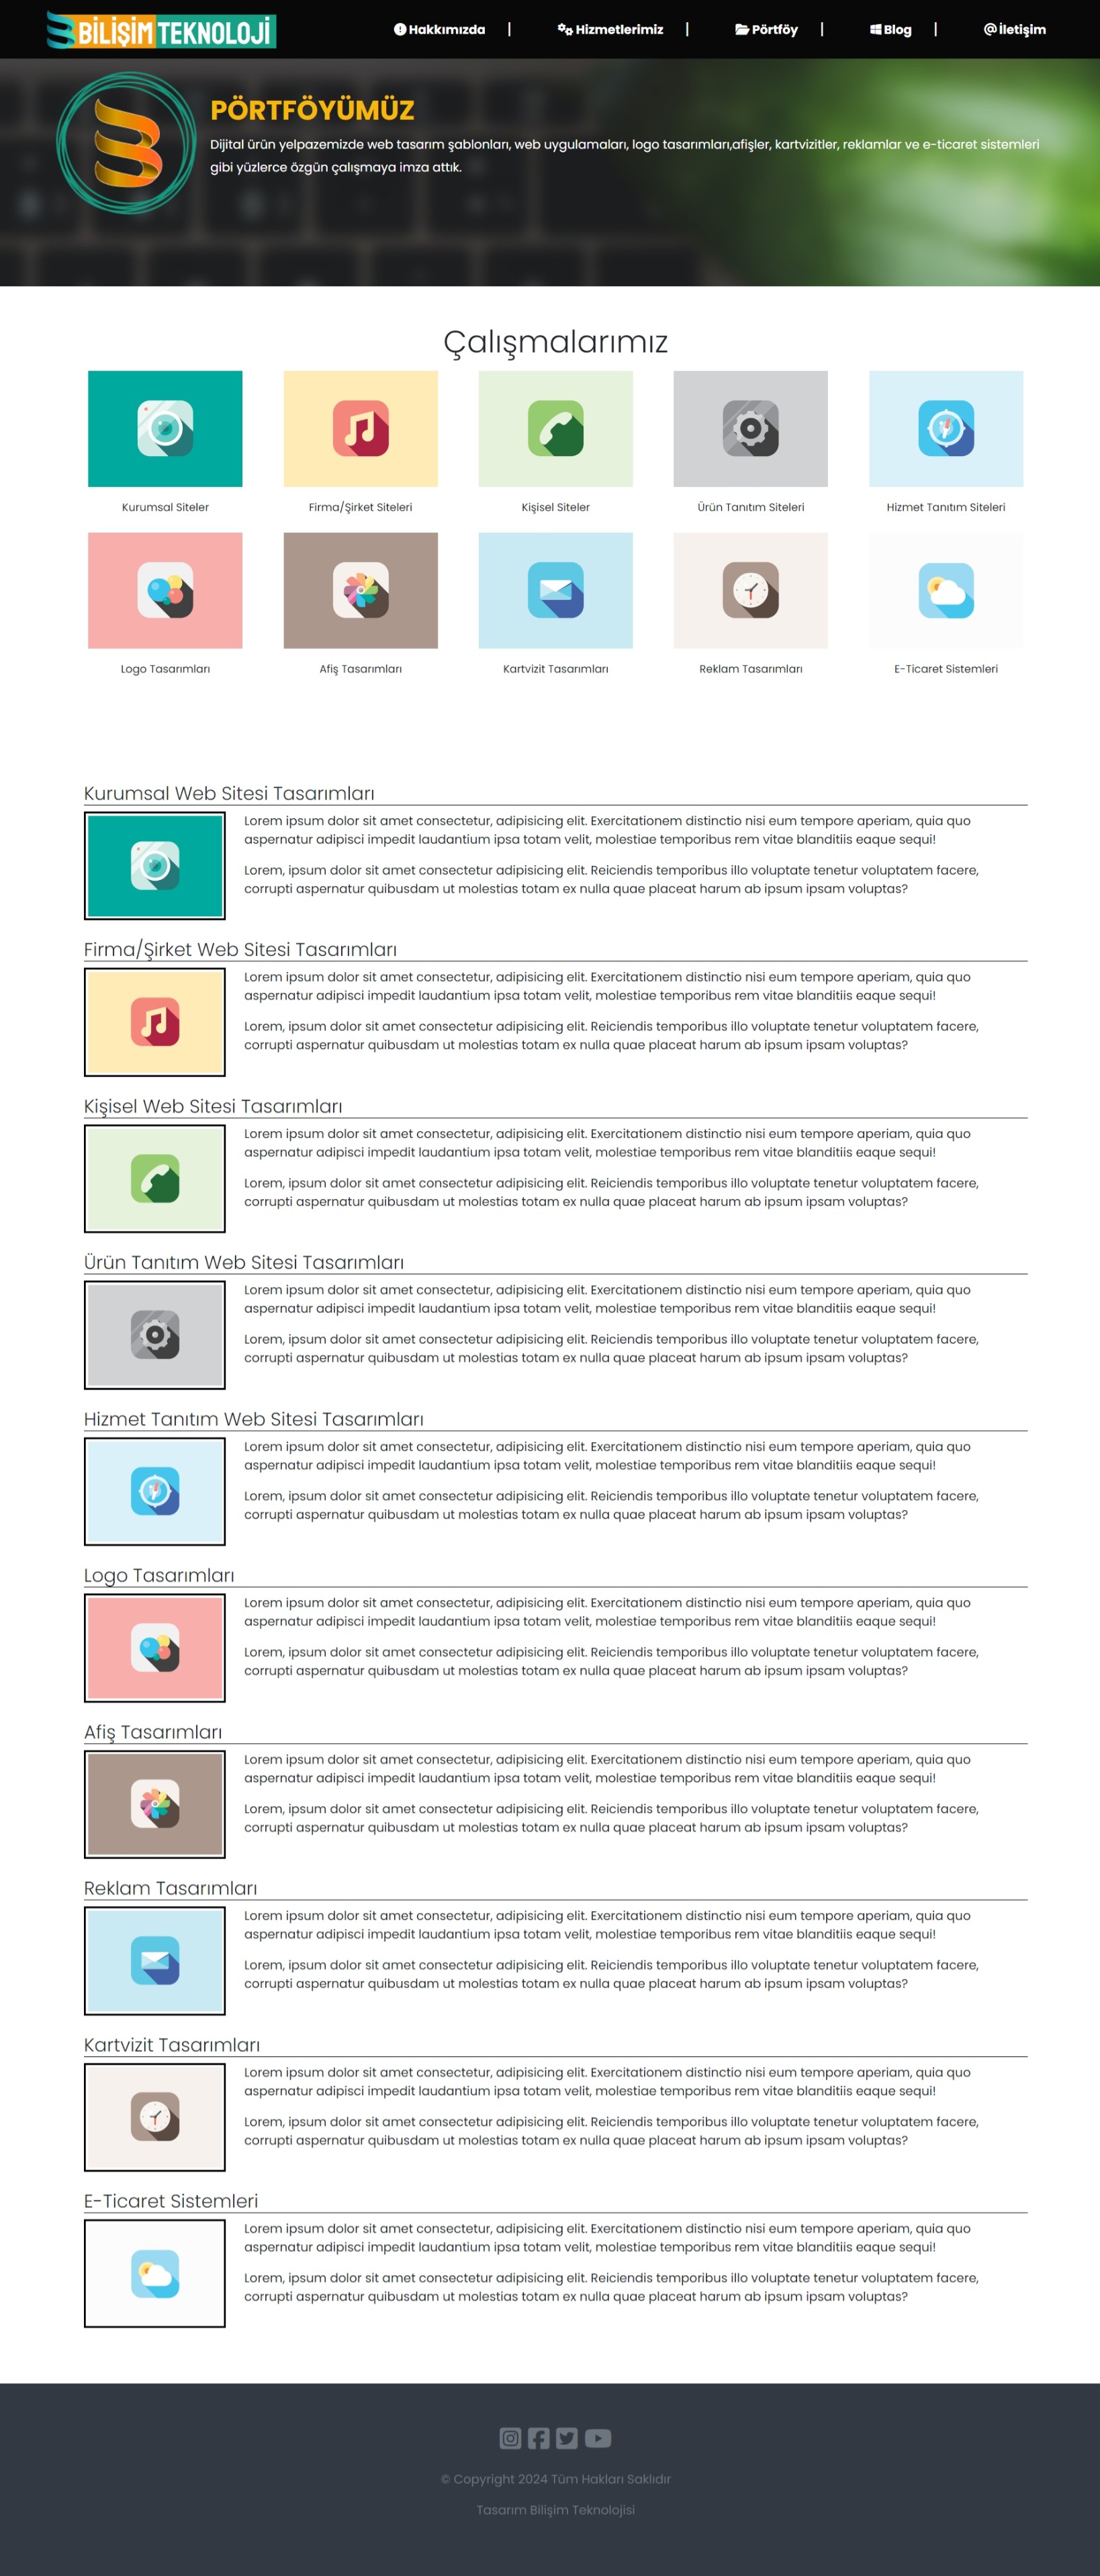 BİLİŞİM TEKNOLOJİ
Hakkımızda | Hizmetlerimiz | Pörtföy | Blog | İletişim
PÖRTFÖYÜMÜZ
Dijital ürün yelpazemizde web tasarım şablonları, web uygulamaları, logo tasarımları,afişler, kartvizitler, reklamlar ve e-ticaret sistemleri
gibi yüzlerce özgün çalışmaya imza attık.
Çalışmalarımız
Kurumsal Siteler
Firma/Şirket Siteleri
Kişisel Siteler
Ürün Tanıtım Siteleri
Hizmet Tanıtım Siteleri
Logo Tasarımları
Afiş Tasarımları
Kartvizit Tasarımları
Reklam Tasarımları
E-Ticaret Sistemleri
Kurumsal Web Sitesi Tasarımları
Lorem ipsum dolor sit amet consectetur, adipisicing elit. Exercitationem distinctio nisi eum tempore aperiam, quia quo
aspernatur adipisci impedit laudantium ipsa totam velit, molestiae temporibus rem vitae blanditiis eaque sequi!
Lorem, ipsum dolor sit amet consectetur adipisicing elit. Reiciendis temporibus illo voluptate tenetur voluptatem facere,
corrupti aspernatur quibusdam ut molestias totam ex nulla quae placeat harum ab ipsum ipsam voluptas?
Firma/Şirket Web Sitesi Tasarımları
Lorem ipsum dolor sit amet consectetur, adipisicing elit. Exercitationem distinctio nisi eum tempore aperiam, quia quo
aspernatur adipisci impedit laudantium ipsa totam velit, molestiae temporibus rem vitae blanditiis eaque sequi!
Lorem, ipsum dolor sit amet consectetur adipisicing elit. Reiciendis temporibus illo voluptate tenetur voluptatem facere,
corrupti aspernatur quibusdam ut molestias totam ex nulla quae placeat harum ab ipsum ipsam voluptas?
Kişisel Web Sitesi Tasarımları
Lorem ipsum dolor sit amet consectetur, adipisicing elit. Exercitationem distinctio nisi eum tempore aperiam, quia quo
aspernatur adipisci impedit laudantium ipsa totam velit, molestiae temporibus rem vitae blanditiis eaque sequi!
Lorem, ipsum dolor sit amet consectetur adipisicing elit. Reiciendis temporibus illo voluptate tenetur voluptatem facere,
corrupti aspernatur quibusdam ut molestias totam ex nulla quae placeat harum ab ipsum ipsam voluptas?
Ürün Tanıtım Web Sitesi Tasarımları
Lorem ipsum dolor sit amet consectetur, adipisicing elit. Exercitationem distinctio nisi eum tempore aperiam, quia quo
aspernatur adipisci impedit laudantium ipsa totam velit, molestiae temporibus rem vitae blanditiis eaque sequi!
Lorem, ipsum dolor sit amet consectetur adipisicing elit. Reiciendis temporibus illo voluptate tenetur voluptatem facere,
corrupti aspernatur quibusdam ut molestias totam ex nulla quae placeat harum ab ipsum ipsam voluptas?
Hizmet Tanıtım Web Sitesi Tasarımları
Lorem ipsum dolor sit amet consectetur, adipisicing elit. Exercitationem distinctio nisi eum tempore aperiam, quia quo
aspernatur adipisci impedit laudantium ipsa totam velit, molestiae temporibus rem vitae blanditiis eaque sequi!
Lorem, ipsum dolor sit amet consectetur adipisicing elit. Reiciendis temporibus illo voluptate tenetur voluptatem facere,
corrupti aspernatur quibusdam ut molestias totam ex nulla quae placeat harum ab ipsum ipsam voluptas?
Logo Tasarımları
Lorem ipsum dolor sit amet consectetur, adipisicing elit. Exercitationem distinctio nisi eum tempore aperiam, quia quo
aspernatur adipisci impedit laudantium ipsa totam velit, molestiae temporibus rem vitae blanditiis eaque sequi!
Lorem, ipsum dolor sit amet consectetur adipisicing elit. Reiciendis temporibus illo voluptate tenetur voluptatem facere,
corrupti aspernatur quibusdam ut molestias totam ex nulla quae placeat harum ab ipsum ipsam voluptas?
Afiş Tasarımları
Lorem ipsum dolor sit amet consectetur, adipisicing elit. Exercitationem distinctio nisi eum tempore aperiam, quia quo
aspernatur adipisci impedit laudantium ipsa totam velit, molestiae temporibus rem vitae blanditiis eaque sequi!
Lorem, ipsum dolor sit amet consectetur adipisicing elit. Reiciendis temporibus illo voluptate tenetur voluptatem facere,
corrupti aspernatur quibusdam ut molestias totam ex nulla quae placeat harum ab ipsum ipsam voluptas?
Reklam Tasarımları
Lorem ipsum dolor sit amet consectetur, adipisicing elit. Exercitationem distinctio nisi eum tempore aperiam, quia quo
aspernatur adipisci impedit laudantium ipsa totam velit, molestiae temporibus rem vitae blanditiis eaque sequi!
Lorem, ipsum dolor sit amet consectetur adipisicing elit. Reiciendis temporibus illo voluptate tenetur voluptatem facere,
corrupti aspernatur quibusdam ut molestias totam ex nulla quae placeat harum ab ipsum ipsam voluptas?
Kartvizit Tasarımları
Lorem ipsum dolor sit amet consectetur, adipisicing elit. Exercitationem distinctio nisi eum tempore aperiam, quia quo
aspernatur adipisci impedit laudantium ipsa totam velit, molestiae temporibus rem vitae blanditiis eaque sequi!
Lorem, ipsum dolor sit amet consectetur adipisicing elit. Reiciendis temporibus illo voluptate tenetur voluptatem facere,
corrupti aspernatur quibusdam ut molestias totam ex nulla quae placeat harum ab ipsum ipsam voluptas?
E-Ticaret Sistemleri
Lorem ipsum dolor sit amet consectetur, adipisicing elit. Exercitationem distinctio nisi eum tempore aperiam, quia quo
aspernatur adipisci impedit laudantium ipsa totam velit, molestiae temporibus rem vitae blanditiis eaque sequi!
Lorem, ipsum dolor sit amet consectetur adipisicing elit. Reiciendis temporibus illo voluptate tenetur voluptatem facere,
corrupti aspernatur quibusdam ut molestias totam ex nulla quae placeat harum ab ipsum ipsam voluptas?
© Copyright 2024 Tüm Hakları Saklıdır
Tasarım Bilişim Teknolojisi